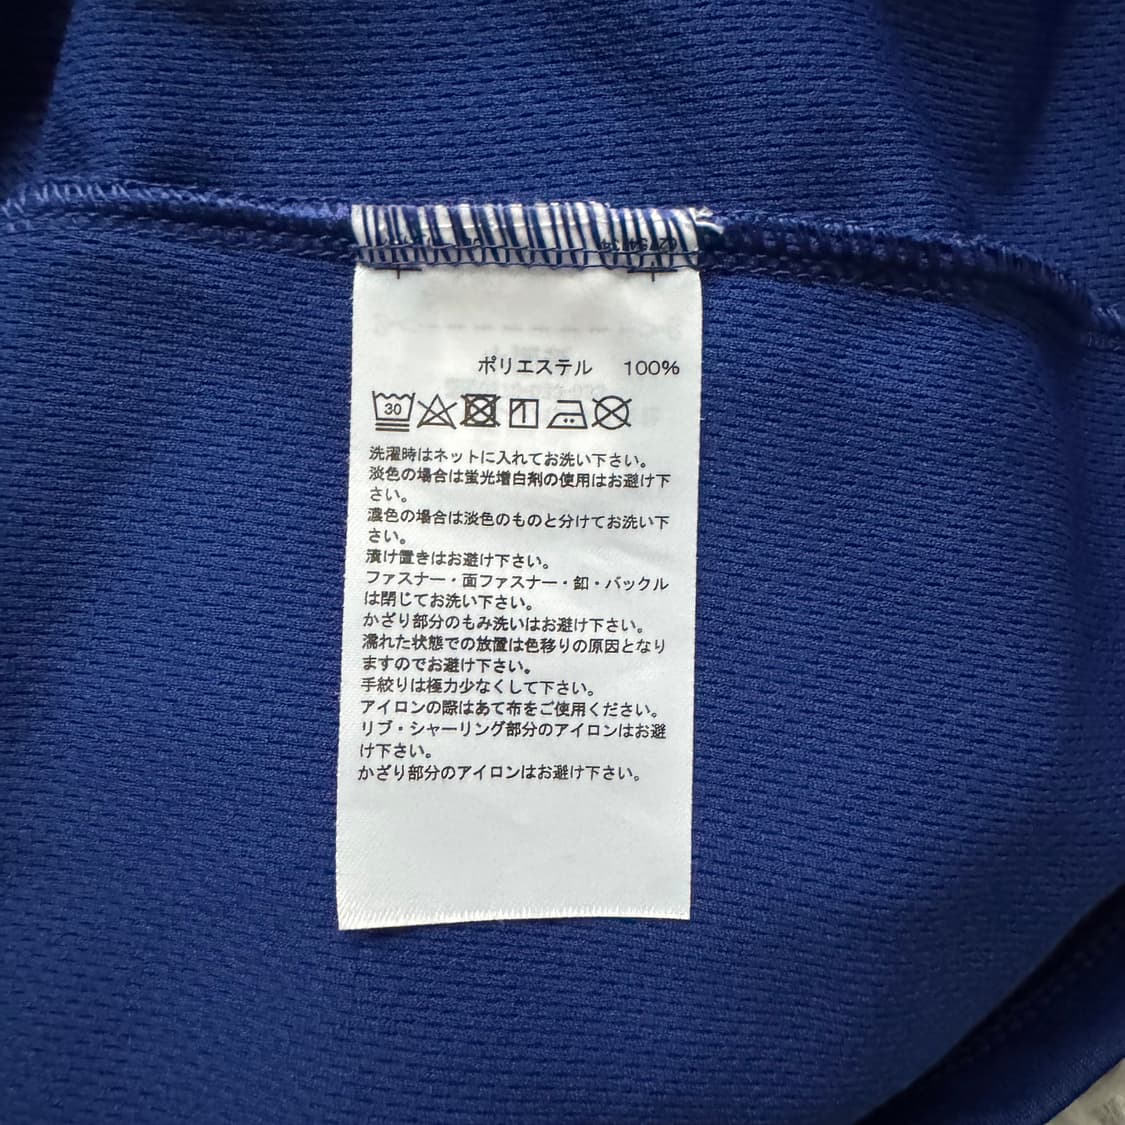 ポリエステル 100%
30
洗濯時はネットに入れてお洗い下さい。
淡色の場合は蛍光増白剤の使用はお避け下
さい。
濃色の場合は淡色のものと分けてお洗い下
さい。
漬け置きはお避け下さい。
ファスナー・面ファスナー・釦・バックル
は閉じてお洗い下さい。
かざり部分のもみ洗いはお避け下さい。
濡れた状態での放置は色移りの原因となり
ますのでお避け下さい。
手絞りは極力少なくして下さい。
アイロンの際はあて布をご使用ください。
リブ・シャーリング部分のアイロンはお避
け下さい。
かざり部分のアイロンはお避け下さい。